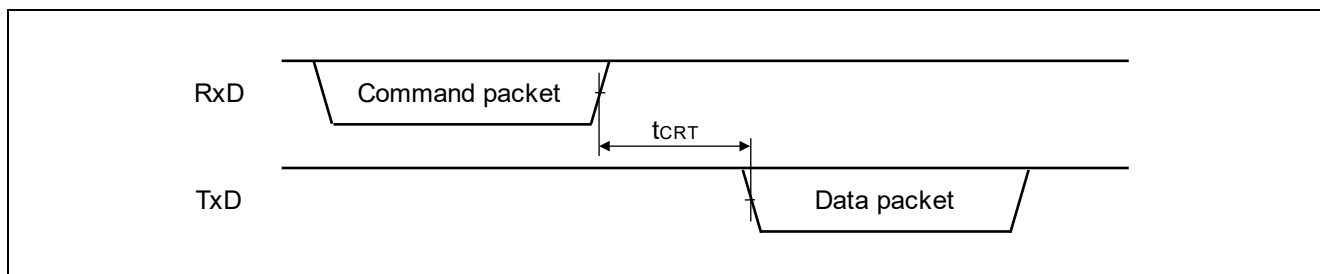 RxD
Command packet
tCRT
TxD
Data packet